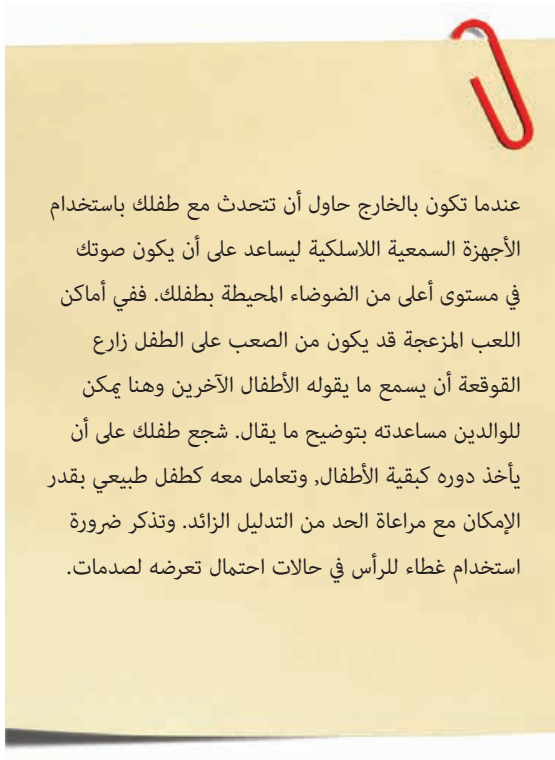 عندما تكون بالخارج حاول أن تتحدث مع طفلك باستخدام
الأجهزة السمعية اللاسلكية ليساعد على أن يكون صوتك
في مستوى أعلى من الضوضاء المحيطة بطفلك. ففي أماكن
اللعب المزعجة قد يكون من الصعب على الطفل زارع
القوقعة أن يسمع ما يقوله الأطفال الآخرين وهنا يمكن
للوالدين مساعدته بتوضيح ما يقال. شجع طفلك على أن
يأخذ دوره كبقية الأطفال, وتعامل معه كطفل طبيعي بقدر
الإمكان مع مراعاة الحد من التدليل الزائد. وتذكر ضرورة
استخدام غطاء للرأس في حالات احتمال تعرضه لصدمات.